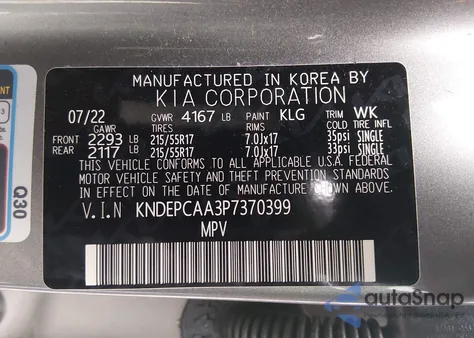 MANUFACTURED IN KOREA BY
KIA CORPORATION
07/22 GVWR 4167 LB PAINT KLG TRIM WK
GAWR TIRES RIMS COLD TIRE INFL
FRONT 2293 LB 215/55R17 7.0Jx17 35psi SINGLE
REAR 2117 LB 215/55R17 7.0Jx17 33psi SINGLE
THIS VEHICLE CONFORMS TO ALL APPLICABLE U.S.A. FEDERAL
MOTOR VEHICLE SAFETY AND THEFT PREVENTION STANDARDS
IN EFFECT ON THE DATE OF MANUFACTURE SHOWN ABOVE.
V.I.N KNDEPCAA3P7370399
MPV
Q30
autoSnap